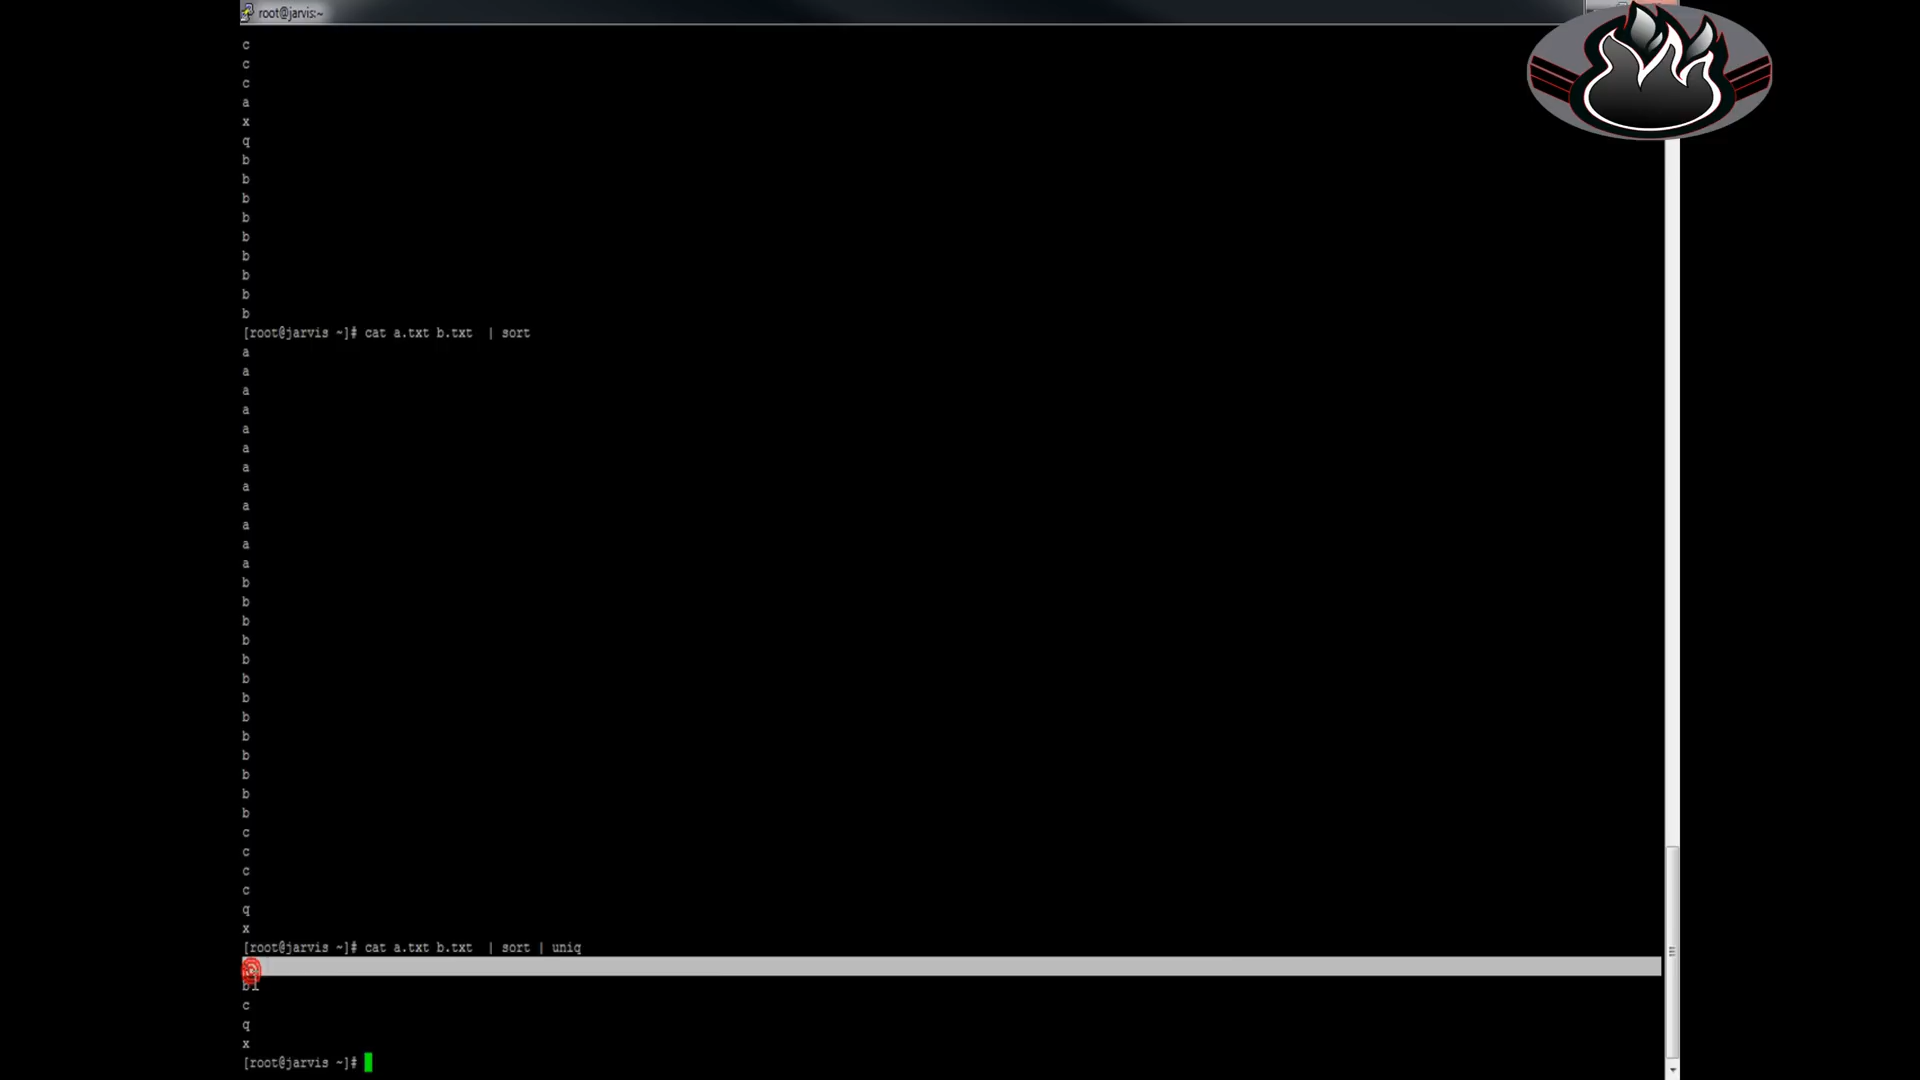 root@jarvis:~
c
c
c
a
x
q
b
b
b
b
b
b
b
b
b
[root@jarvis ~]# cat a.txt b.txt  | sort
a
a
a
a
a
a
a
a
a
a
a
a
b
b
b
b
b
b
b
b
b
b
b
b
b
c
c
c
c
q
x
[root@jarvis ~]# cat a.txt b.txt  | sort | uniq
b
c
q
x
[root@jarvis ~]#